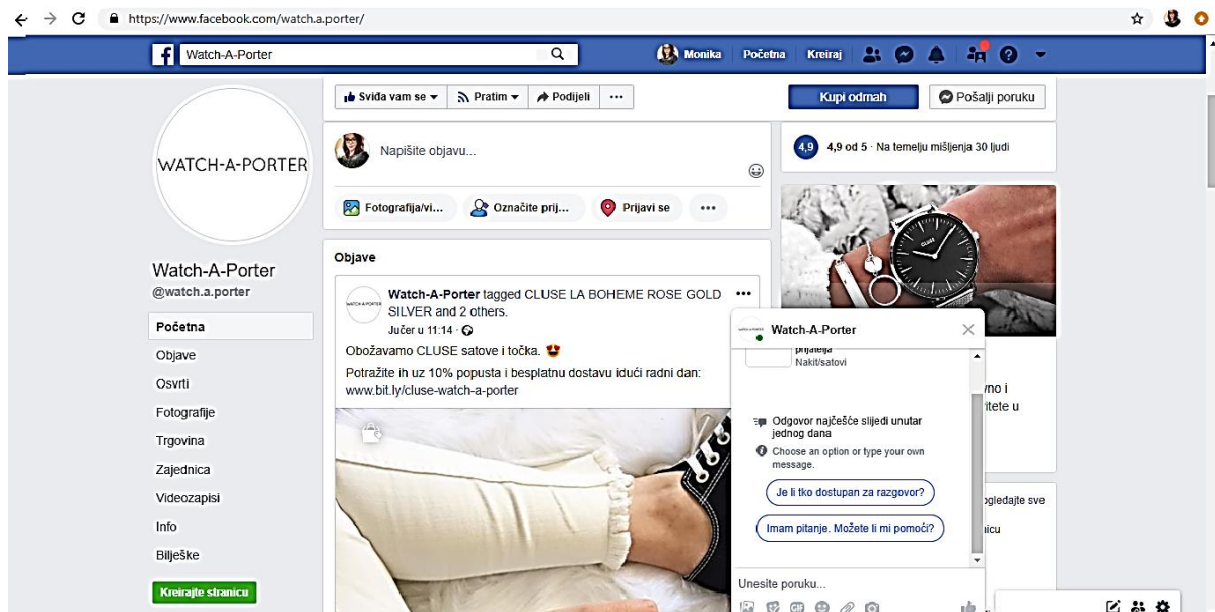 https://www.facebook.com/watch.a.porter/
Watch-A-Porter
Monika Početna Kreiraj
WATCH-A-PORTER
Watch-A-Porter
@watch.a.porter
Početna
Objave
Osvrti
Fotografije
Trgovina
Zajednica
Videozapisi
Info
Bilješke
Kreirajte stranicu
Sviđa vam se Pratim Podijeli ...
Napišite objavu...
Fotografija/vi... Označite prij... Prijavi se
Objave
Watch-A-Porter tagged CLUSE LA BOHEME ROSE GOLD
SILVER and 2 others.
Jučer u 11:14 ·
Obožavamo CLUSE satove i točka.
Potražite ih uz 10% popusta i besplatnu dostavu idući radni dan:
www.bit.ly/cluse-watch-a-porter
Kupi odmah Pošalji poruku
4,9 4,9 od 5 · Na temelju mišljenja 30 ljudi
CLUSE
Watch-A-Porter
prijatelja
Nakit/satovi
Odgovor najčešće slijedi unutar
jednog dana
Choose an option or type your own
message.
Je li tko dostupan za razgovor?
Imam pitanje. Možete li mi pomoći?
Unesite poruku...
GIF